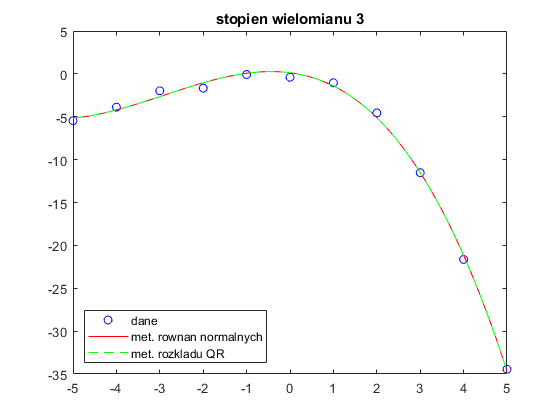 stopien wielomianu 3
5
0
-5
-10
-15
-20
-25
-30
-35
dane
met. rownan normalnych
met. rozkladu QR
-5 -4 -3 -2 -1 0 1 2 3 4 5